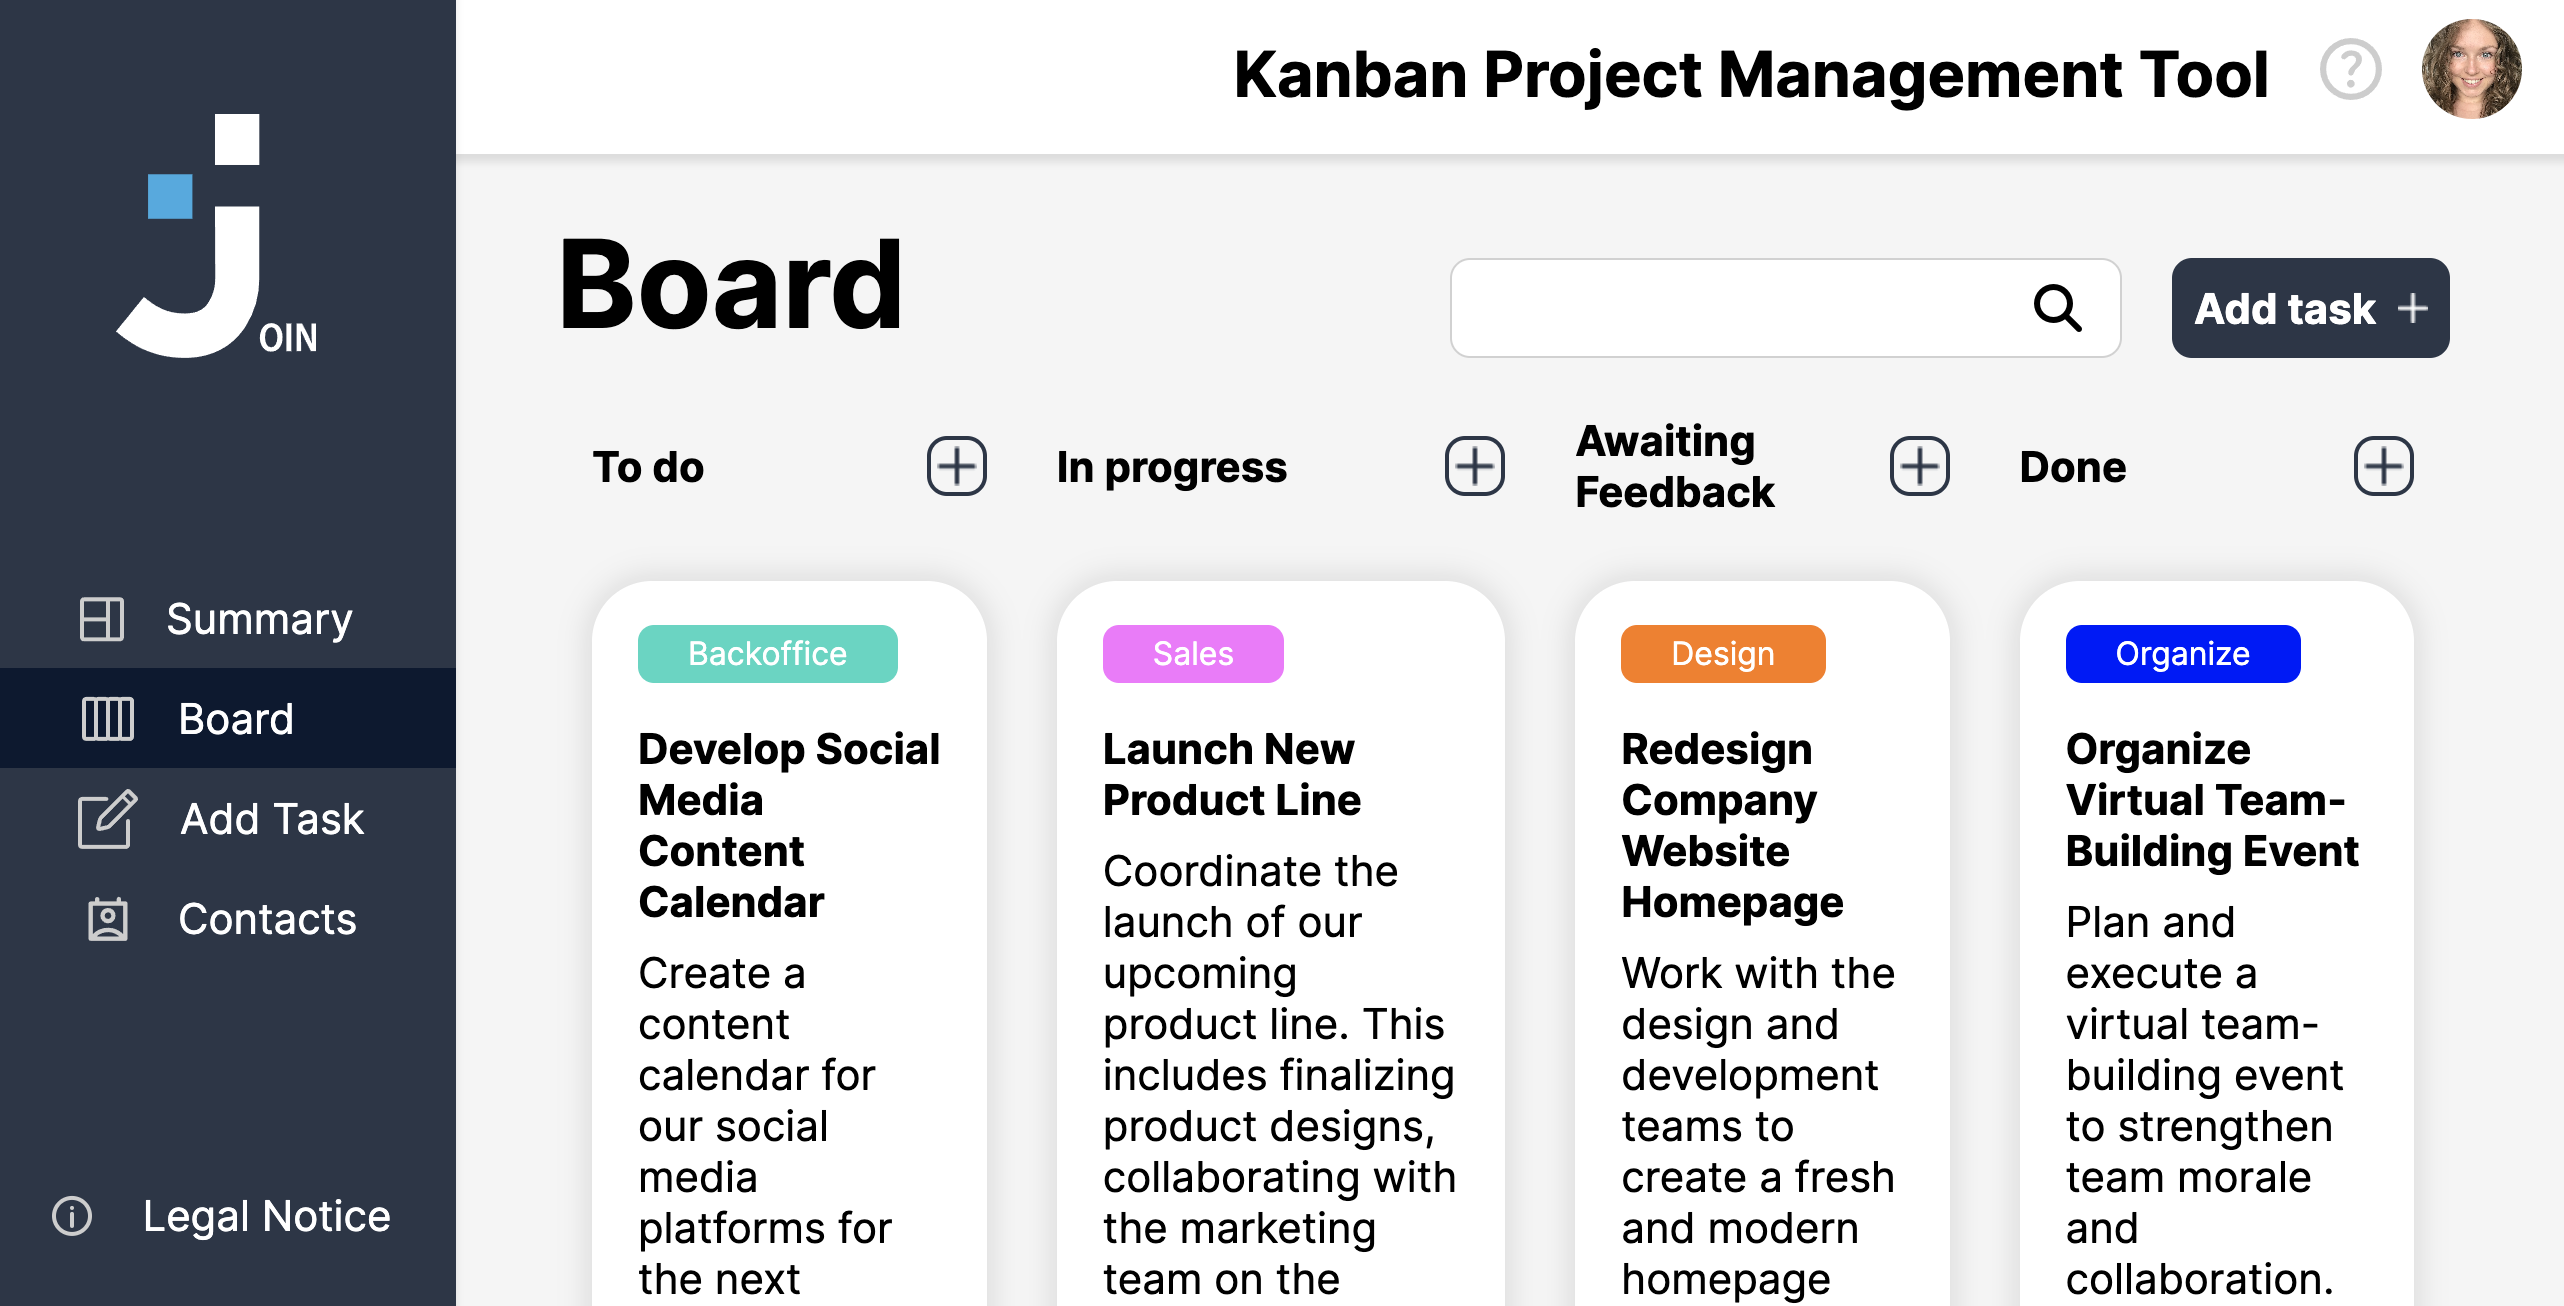 JOIN
Summary
Board
Add Task
Contacts
Legal Notice
Kanban Project Management Tool
?
Board
Add task +
To do
In progress
Awaiting
Feedback
Done
Backoffice
Develop Social
Media
Content
Calendar
Create a
content
calendar for
our social
media
platforms for
the next
Sales
Launch New
Product Line
Coordinate the
launch of our
upcoming
product line. This
includes finalizing
product designs,
collaborating with
the marketing
team on the
Design
Redesign
Company
Website
Homepage
Work with the
design and
development
teams to
create a fresh
and modern
homepage
Organize
Organize
Virtual Team-
Building Event
Plan and
execute a
virtual team-
building event
to strengthen
team morale
and
collaboration.